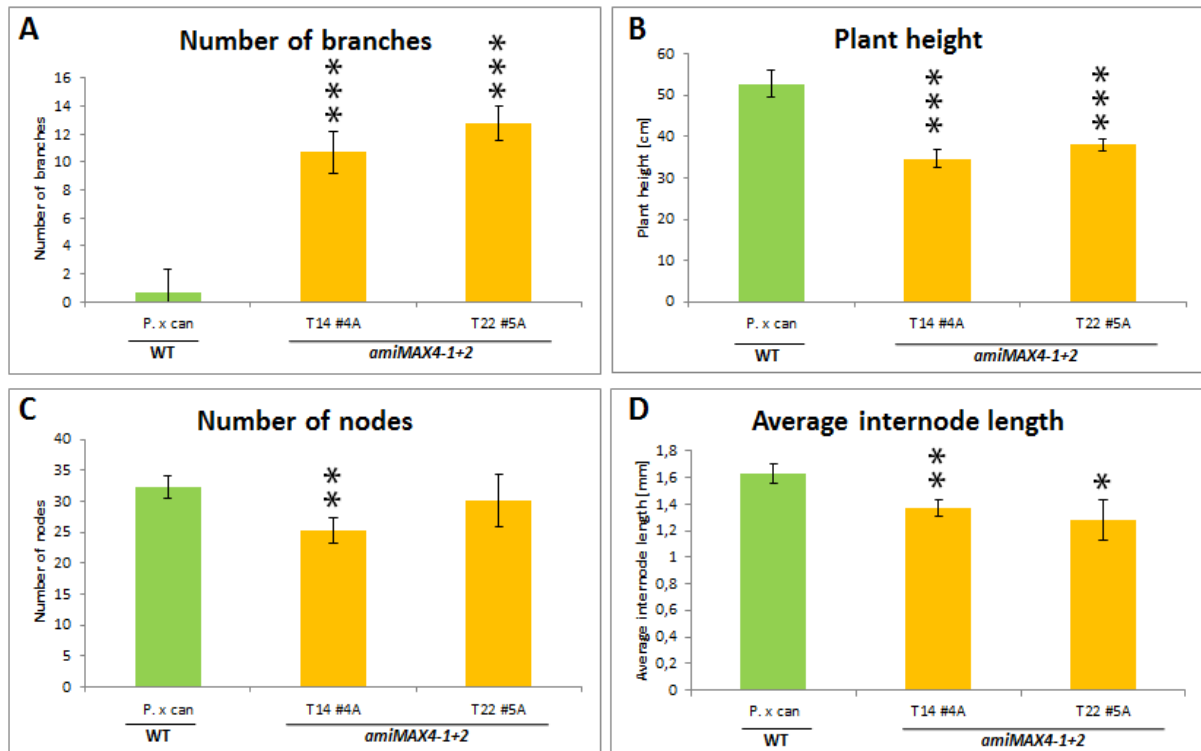 A
Number of branches
***
***
Number of branches
16
14
12
10
8
6
4
2
0
P. x can
T14 #4A
T22 #5A
WT
amiMAX4-1+2
B
Plant height
***
***
Plant height [cm]
60
50
40
30
20
10
0
P. x can
T14 #4A
T22 #5A
WT
amiMAX4-1+2
C
Number of nodes
**
Number of nodes
40
35
30
25
20
15
10
5
0
P. x can
T14 #4A
T22 #5A
WT
amiMAX4-1+2
D
Average internode length
**
*
Average internode length [mm]
1,8
1,6
1,4
1,2
1
0,8
0,6
0,4
0,2
0
P. x can
T14 #4A
T22 #5A
WT
amiMAX4-1+2